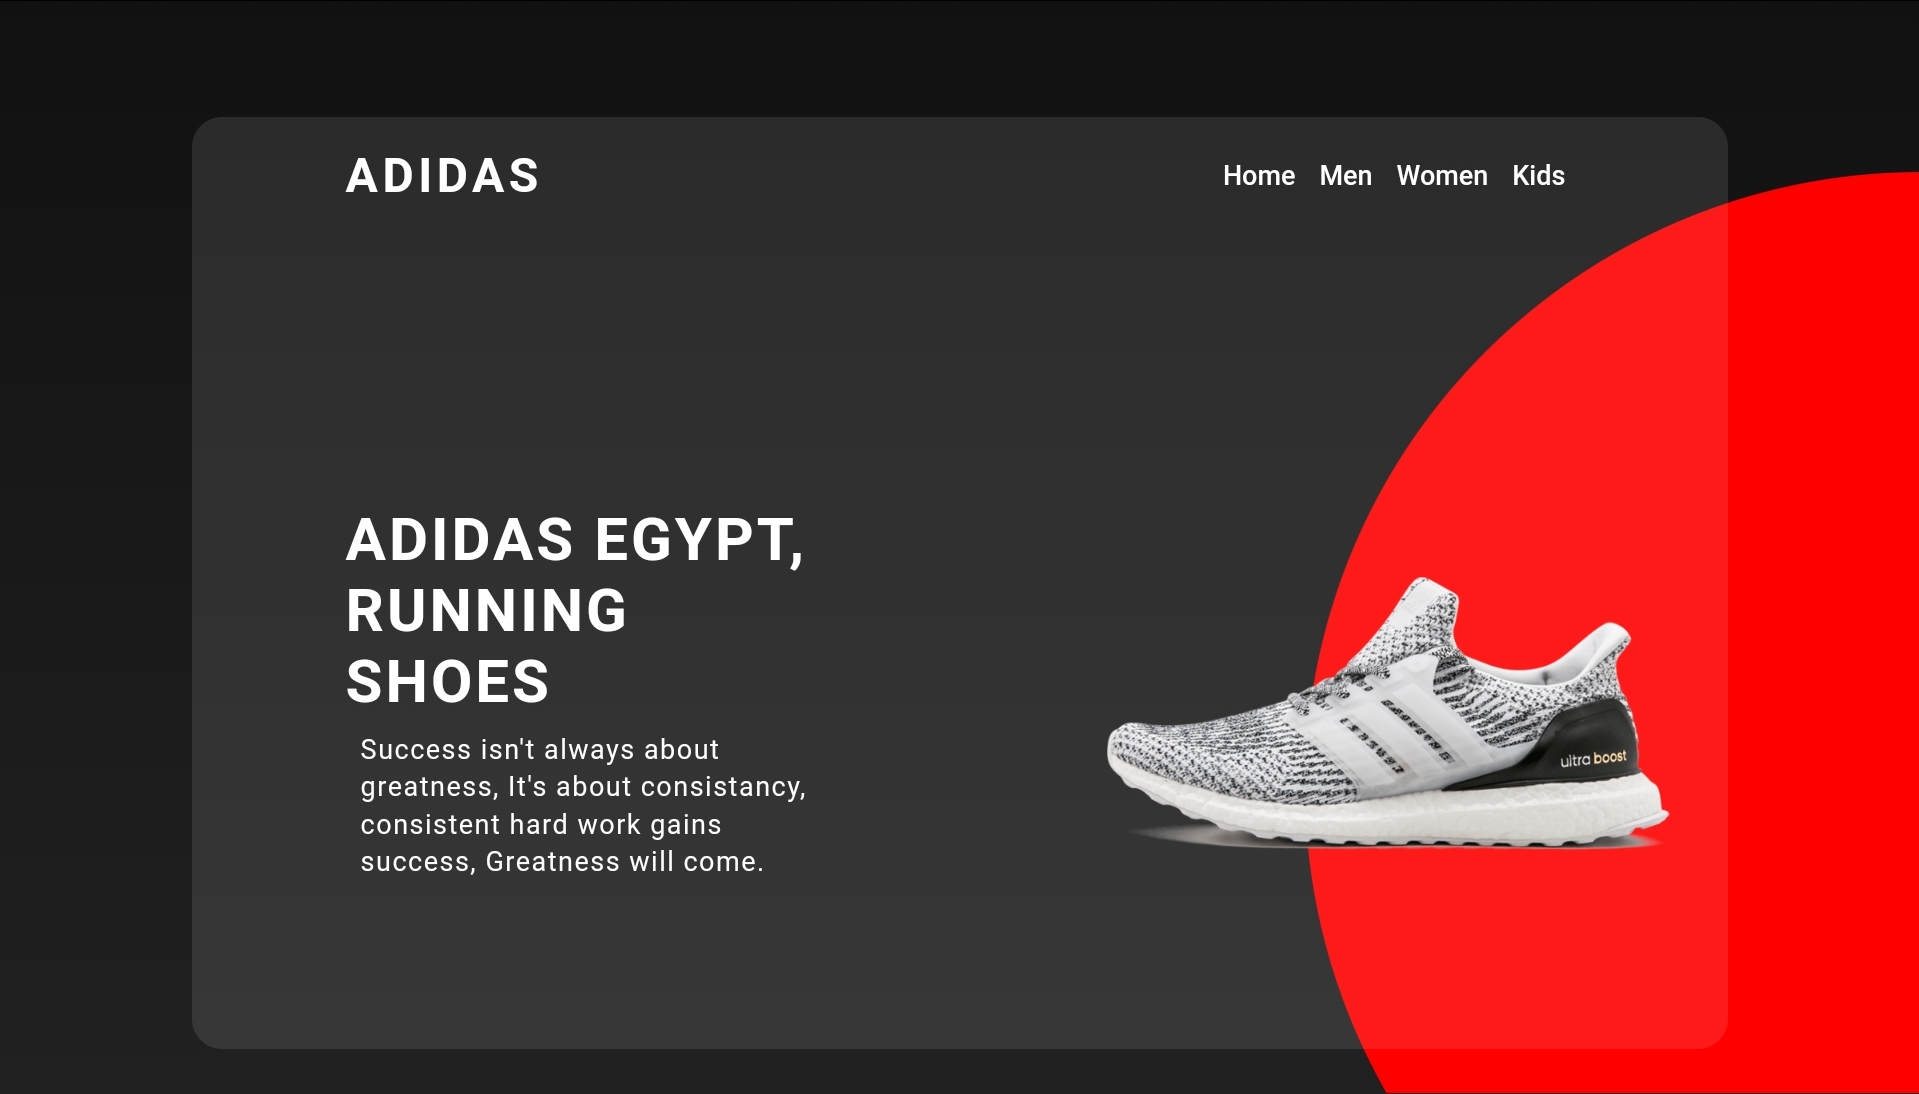 ADIDAS
Home Men Women Kids
ADIDAS EGYPT,
RUNNING
SHOES
Success isn't always about
greatness, It's about consistancy,
consistent hard work gains
success, Greatness will come.
ultra boost